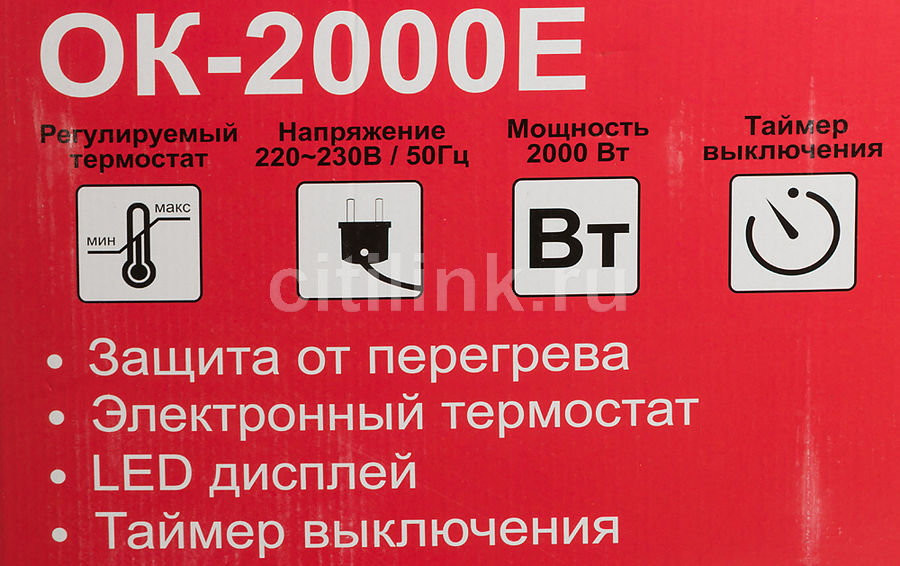 ОК-2000Е
Регулируемый
термостат
Напряжение
220~230В / 50Гц
Мощность
2000 Вт
Таймер
выключения
мин
макс
Вт
citilink.ru
• Защита от перегрева
• Электронный термостат
• LED дисплей
• Таймер выключения